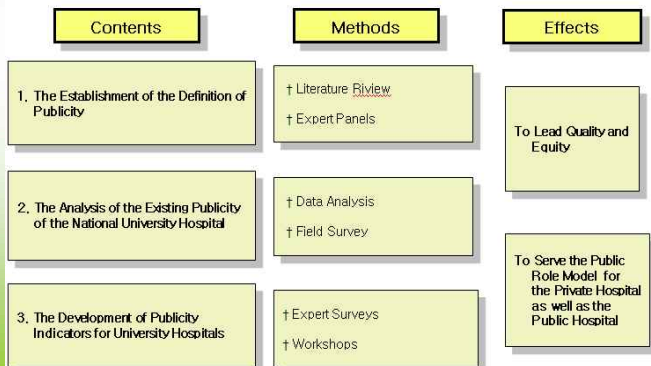 Contents
Methods
Effects
1. The Establishment of the Definition of
Publicity
† Literature Riview
† Expert Panels
To Lead Quality and
Equity
2. The Analysis of the Existing Publicity
of the National University Hospital
† Data Analysis
† Field Survey
To Serve the Public
Role Model for
the Private Hospital
as well as the
Public Hospital
3. The Development of Publicity
Indicators for University Hospitals
† Expert Surveys
† Workshops